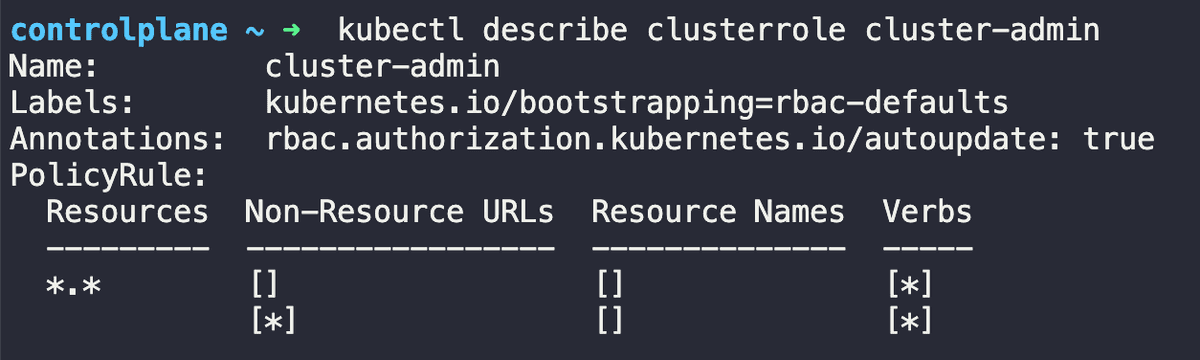 controlplane ~ → kubectl describe clusterrole cluster-admin
Name:         cluster-admin
Labels:       kubernetes.io/bootstrapping=rbac-defaults
Annotations:  rbac.authorization.kubernetes.io/autoupdate: true
PolicyRule:
  Resources  Non-Resource URLs  Resource Names  Verbs
  ---------  -----------------  --------------  -----
  *.*        []                 []              [*]
             [*]                []              [*]